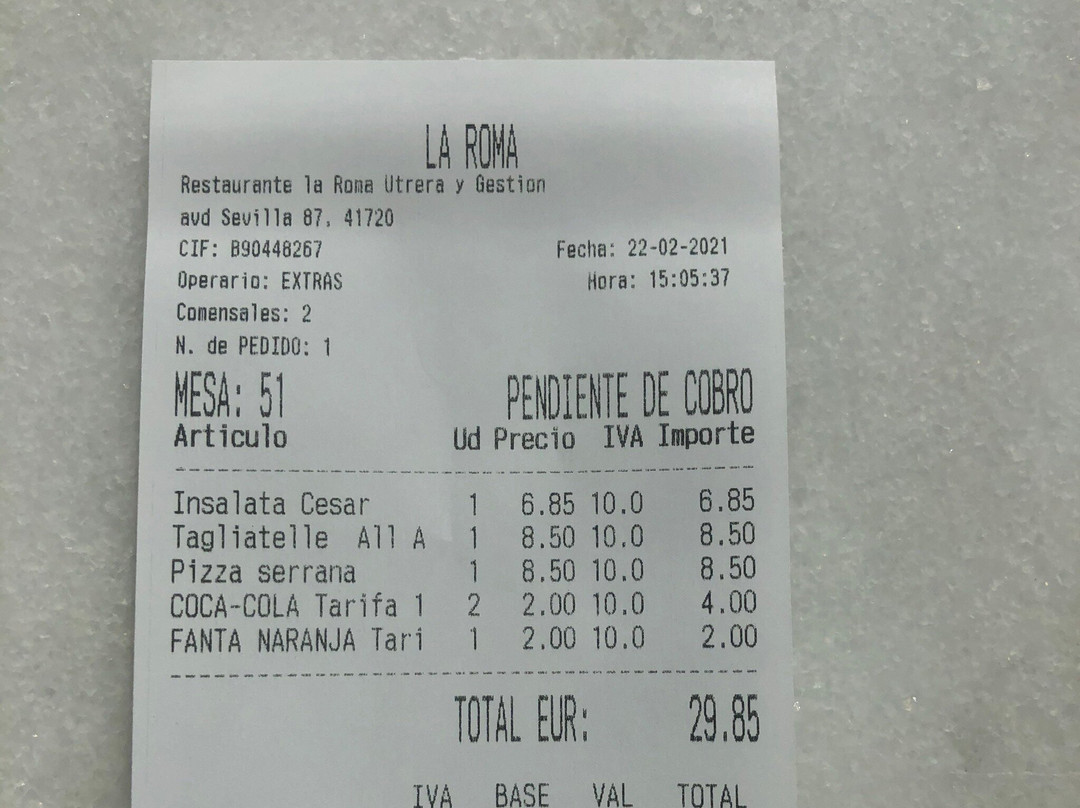 LA ROMA
Restaurante la Roma Utrera y Gestion
avd Sevilla 87, 41720
CIF: B90448267 Fecha: 22-02-2021
Operario: EXTRAS Hora: 15:05:37
Comensales: 2
N. de PEDIDO: 1
MESA: 51 PENDIENTE DE COBRO
Articulo Ud Precio IVA Importe
Insalata Cesar 1 6.85 10.0 6.85
Tagliatelle All A 1 8.50 10.0 8.50
Pizza serrana 1 8.50 10.0 8.50
COCA-COLA Tarifa 1 2 2.00 10.0 4.00
FANTA NARANJA Tari 1 2.00 10.0 2.00
TOTAL EUR: 29.85
IVA BASE VAL TOTAL